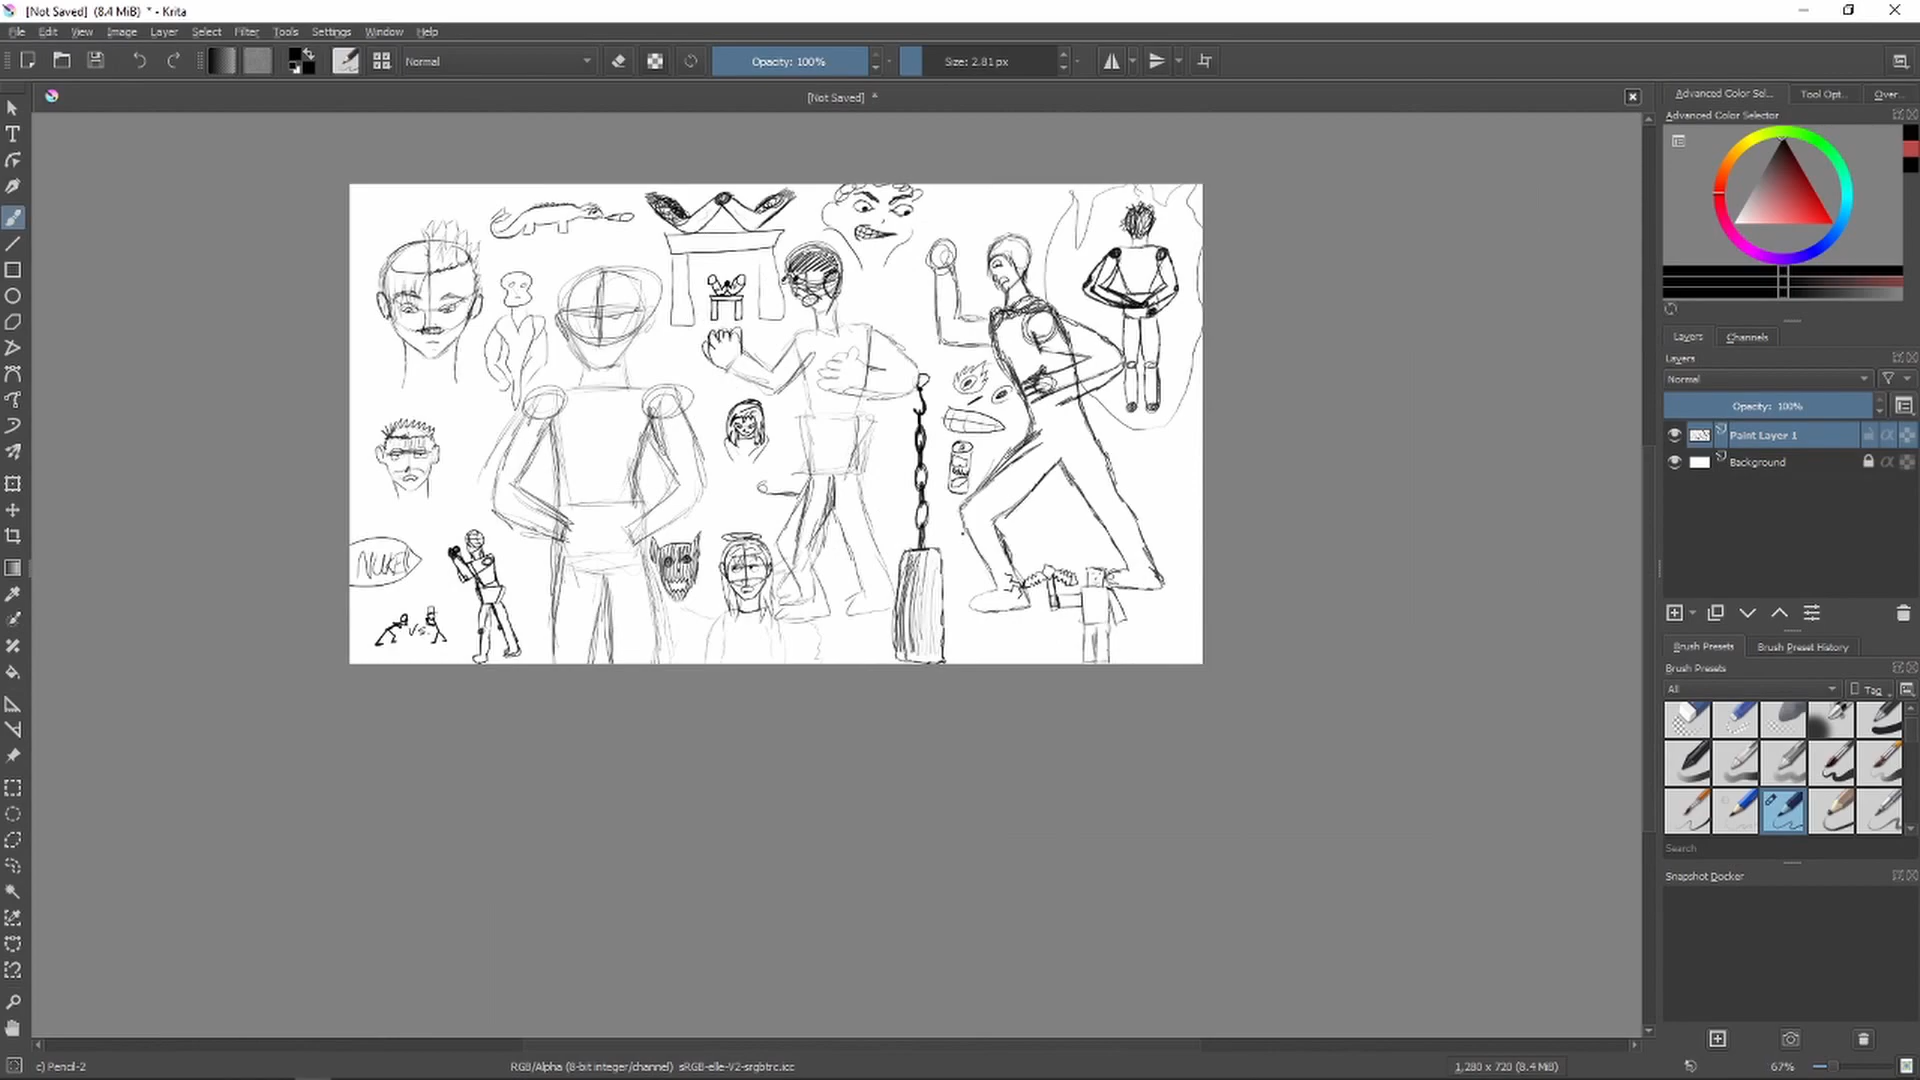 [Not Saved]  (8.4 MiB)  * - Krita
File Edit View Image Layer Select Filter Tools Settings Window Help
Normal
Opacity: 100%
Size: 2.81 px
[Not Saved]  *
Advanced Color Sel...
Tool Opt...
Over...
Advanced Color Selector
Layers
Channels
Layers
Normal
Opacity:  100%
Paint Layer 1
Background
NUKE!
VS.
Brush Presets
Brush Preset History
Brush Presets
All
Tag
Search
Snapshot Docker
c) Pencil-2
RGB/Alpha (8-bit integer/channel)  sRGB-elle-V2-srgbtrc.icc
1,280 x 720 (8.4 MiB)
67%